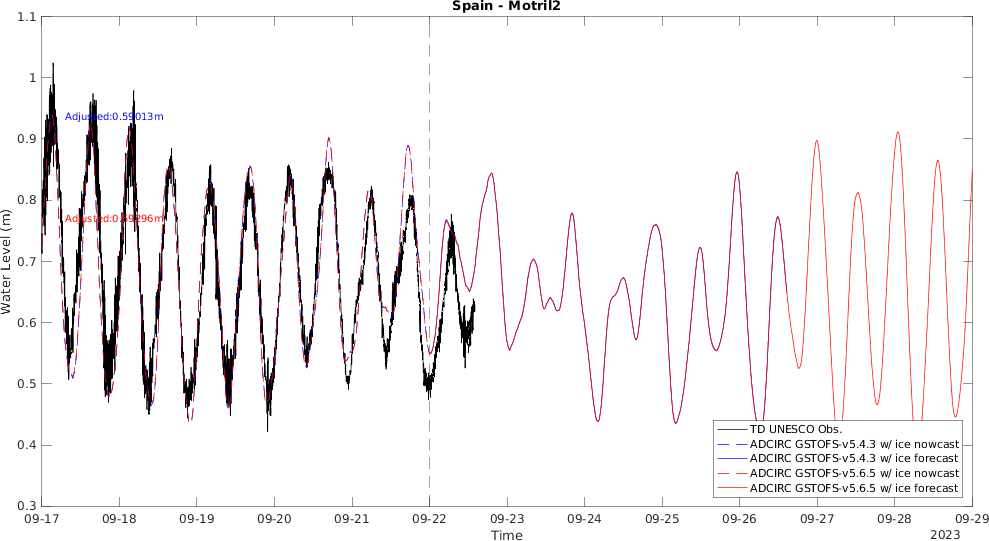 Spain - Motril2
1.1
1
0.9
0.8
0.7
0.6
0.5
0.4
0.3
Water Level (m)
Adjusted:0.59013m
Adjusted:0.59296m
TD UNESCO Obs.
ADCIRC GSTOFS-v5.4.3 w/ ice nowcast
ADCIRC GSTOFS-v5.4.3 w/ ice forecast
ADCIRC GSTOFS-v5.6.5 w/ ice nowcast
ADCIRC GSTOFS-v5.6.5 w/ ice forecast
09-17 09-18 09-19 09-20 09-21 09-22 09-23 09-24 09-25 09-26 09-27 09-28 09-29
Time
2023